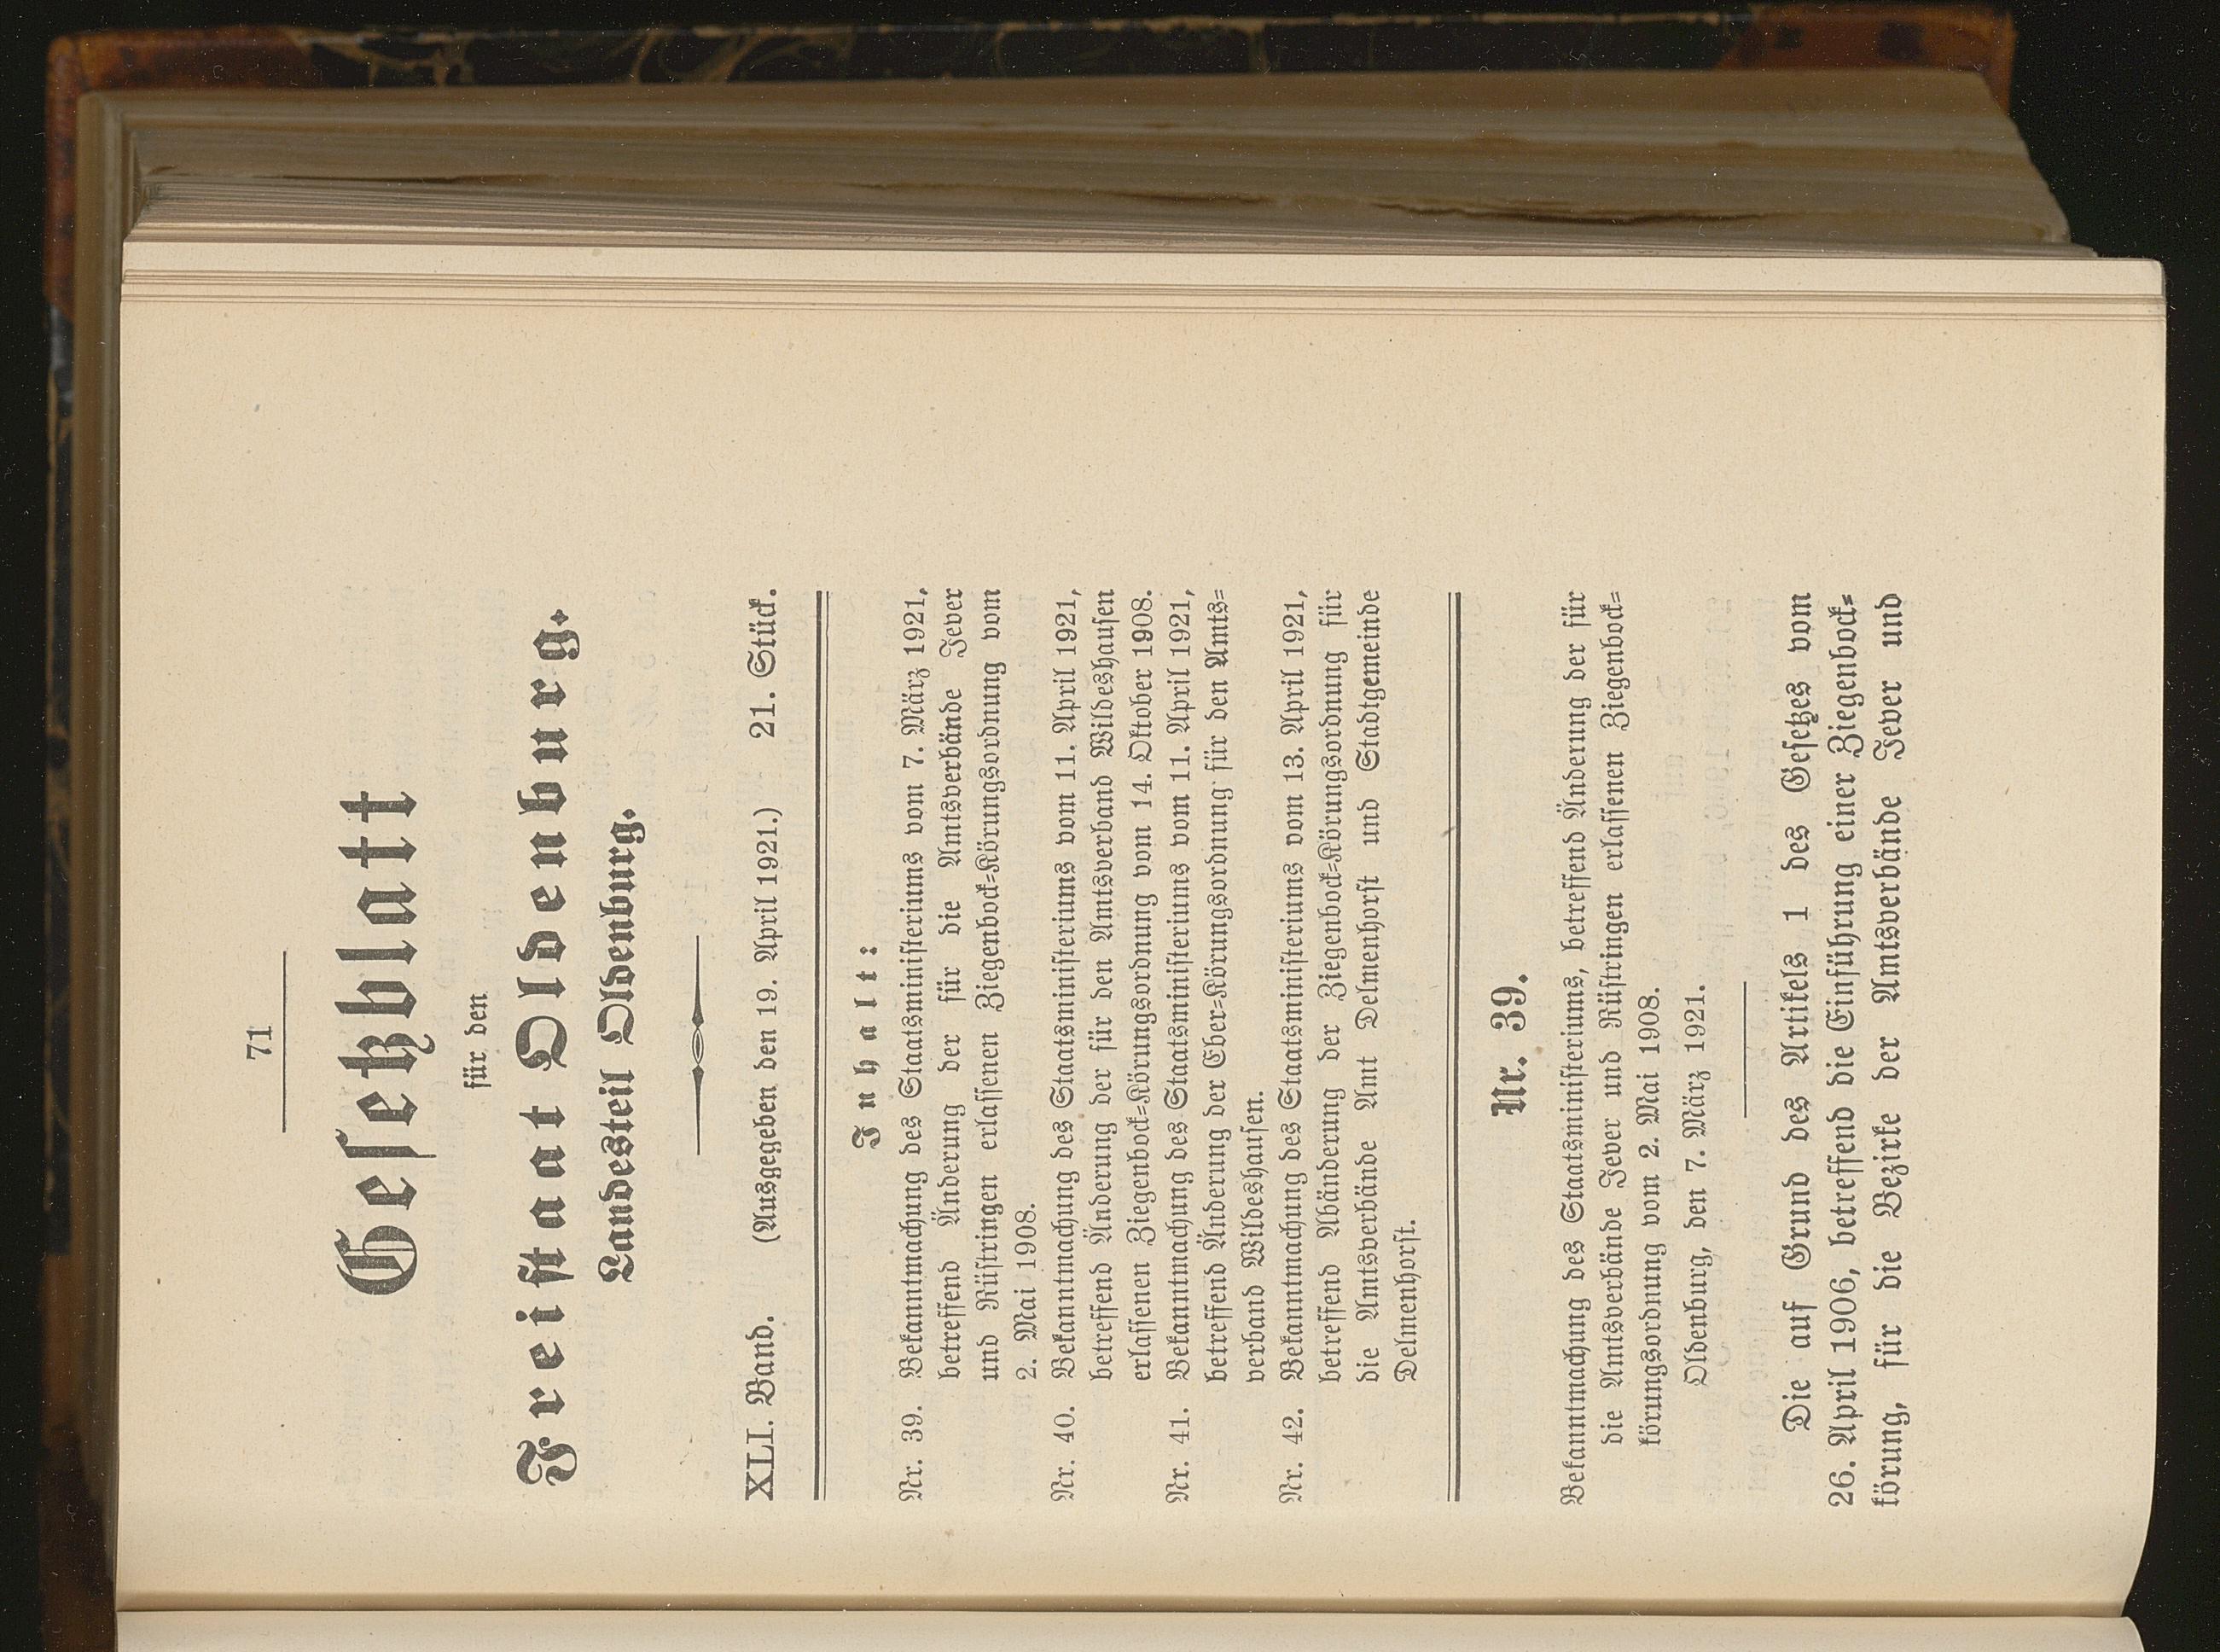 71
Gesetzblatt
für den
Freistaat Oldenburg.
Landesteil Oldenburg.
XLI. Band. (Ausgegeben den 19. April 1921.) 21. Stück.
Inhalt:
Nr. 39. Bekanntmachung des Staatsministeriums vom 7. März 1921,
betreffend Änderung der für die Amtsverbände Jever
und Rüstringen erlassenen Ziegenbock=Körungsordnung vom
2. Mai 1908.
Nr. 40. Bekanntmachung des Staatsministeriums vom 11. April 1921,
betreffend Änderung der für den Amtsverband Wildeshausen
erlassenen Ziegenbock=Körungsordnung vom 14. Oktober 1908.
Nr. 41. Bekanntmachung des Staatsministeriums vom 11. April 1921,
betreffend Änderung der Eber=Körungsordnung für den Amts=
verband Wildeshausen.
Nr. 42. Bekanntmachung des Staatsministeriums vom 13. April 1921,
betreffend Abänderung der Ziegenbock=Körungsordnung für
die Amtsverbände Amt Delmenhorst und Stadtgemeinde
Delmenhorst.
Nr. 39.
Bekanntmachung des Staatsministeriums, betreffend Änderung der für
die Amtsverbände Jever und Rüstringen erlassenen Ziegenbock=
körungsordnung vom 2. Mai 1908.
Oldenburg, den 7. März 1921.
Die auf Grund des Artikels 1 des Gesetzes vom
26. April 1906, betreffend die Einführung einer Ziegenbock=
körung, für die Bezirke der Amtsverbände Jever und